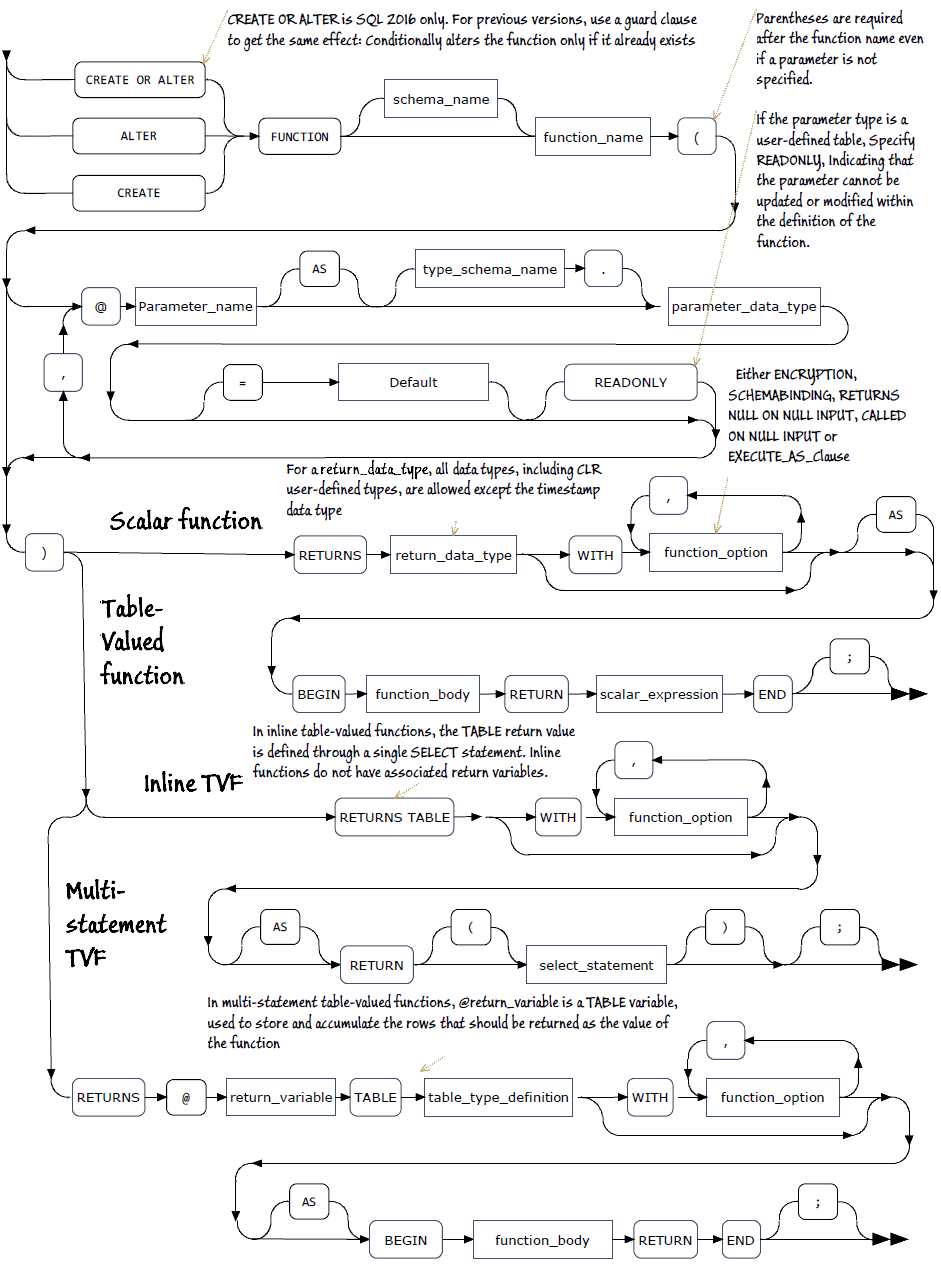 CREATE OR ALTER is SQL 2016 only. For previous versions, use a guard clause
to get the same effect: Conditionally alters the function only if it already exists
Parentheses are required
after the function name even
if a parameter is not
specified.
CREATE OR ALTER
schema_name
ALTER
FUNCTION
function_name
(
CREATE
If the parameter type is a
user-defined table, Specify
READONLY, Indicating that
the parameter cannot be
updated or modified within
the definition of the
function.
AS
type_schema_name
.
@
Parameter_name
parameter_data_type
,
=
Default
READONLY
Either ENCRYPTION,
SCHEMABINDING, RETURNS
NULL ON NULL INPUT, CALLED
ON NULL INPUT or
EXECUTE_AS_Clause
For a return_data_type, all data types, including CLR
user-defined types, are allowed except the timestamp
data type
Scalar function
,
AS
)
RETURNS
return_data_type
WITH
function_option
Table-
Valued
function
;
BEGIN
function_body
RETURN
scalar_expression
END
In inline table-valued functions, the TABLE return value
is defined through a single SELECT statement. Inline
functions do not have associated return variables.
Inline TVF
,
RETURNS TABLE
WITH
function_option
Multi-
statement
TVF
AS
(
)
;
RETURN
select_statement
In multi-statement table-valued functions, @return_variable is a TABLE variable,
used to store and accumulate the rows that should be returned as the value of
the function
,
RETURNS
@
return_variable
TABLE
table_type_definition
WITH
function_option
AS
;
BEGIN
function_body
RETURN
END